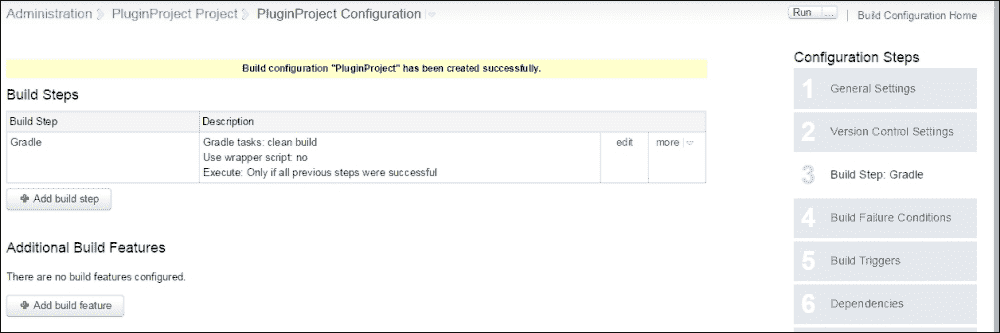 Administration PluginProject Project PluginProject Configuration
Run ... Build Configuration Home
Build configuration "PluginProject" has been created successfully.
Build Steps
Build Step Description
Gradle Gradle tasks: clean build edit more
Use wrapper script: no
Execute: Only if all previous steps were successful
Add build step
Additional Build Features
There are no build features configured.
Add build feature
Configuration Steps
1 General Settings
2 Version Control Settings
3 Build Step: Gradle
4 Build Failure Conditions
5 Build Triggers
6 Dependencies